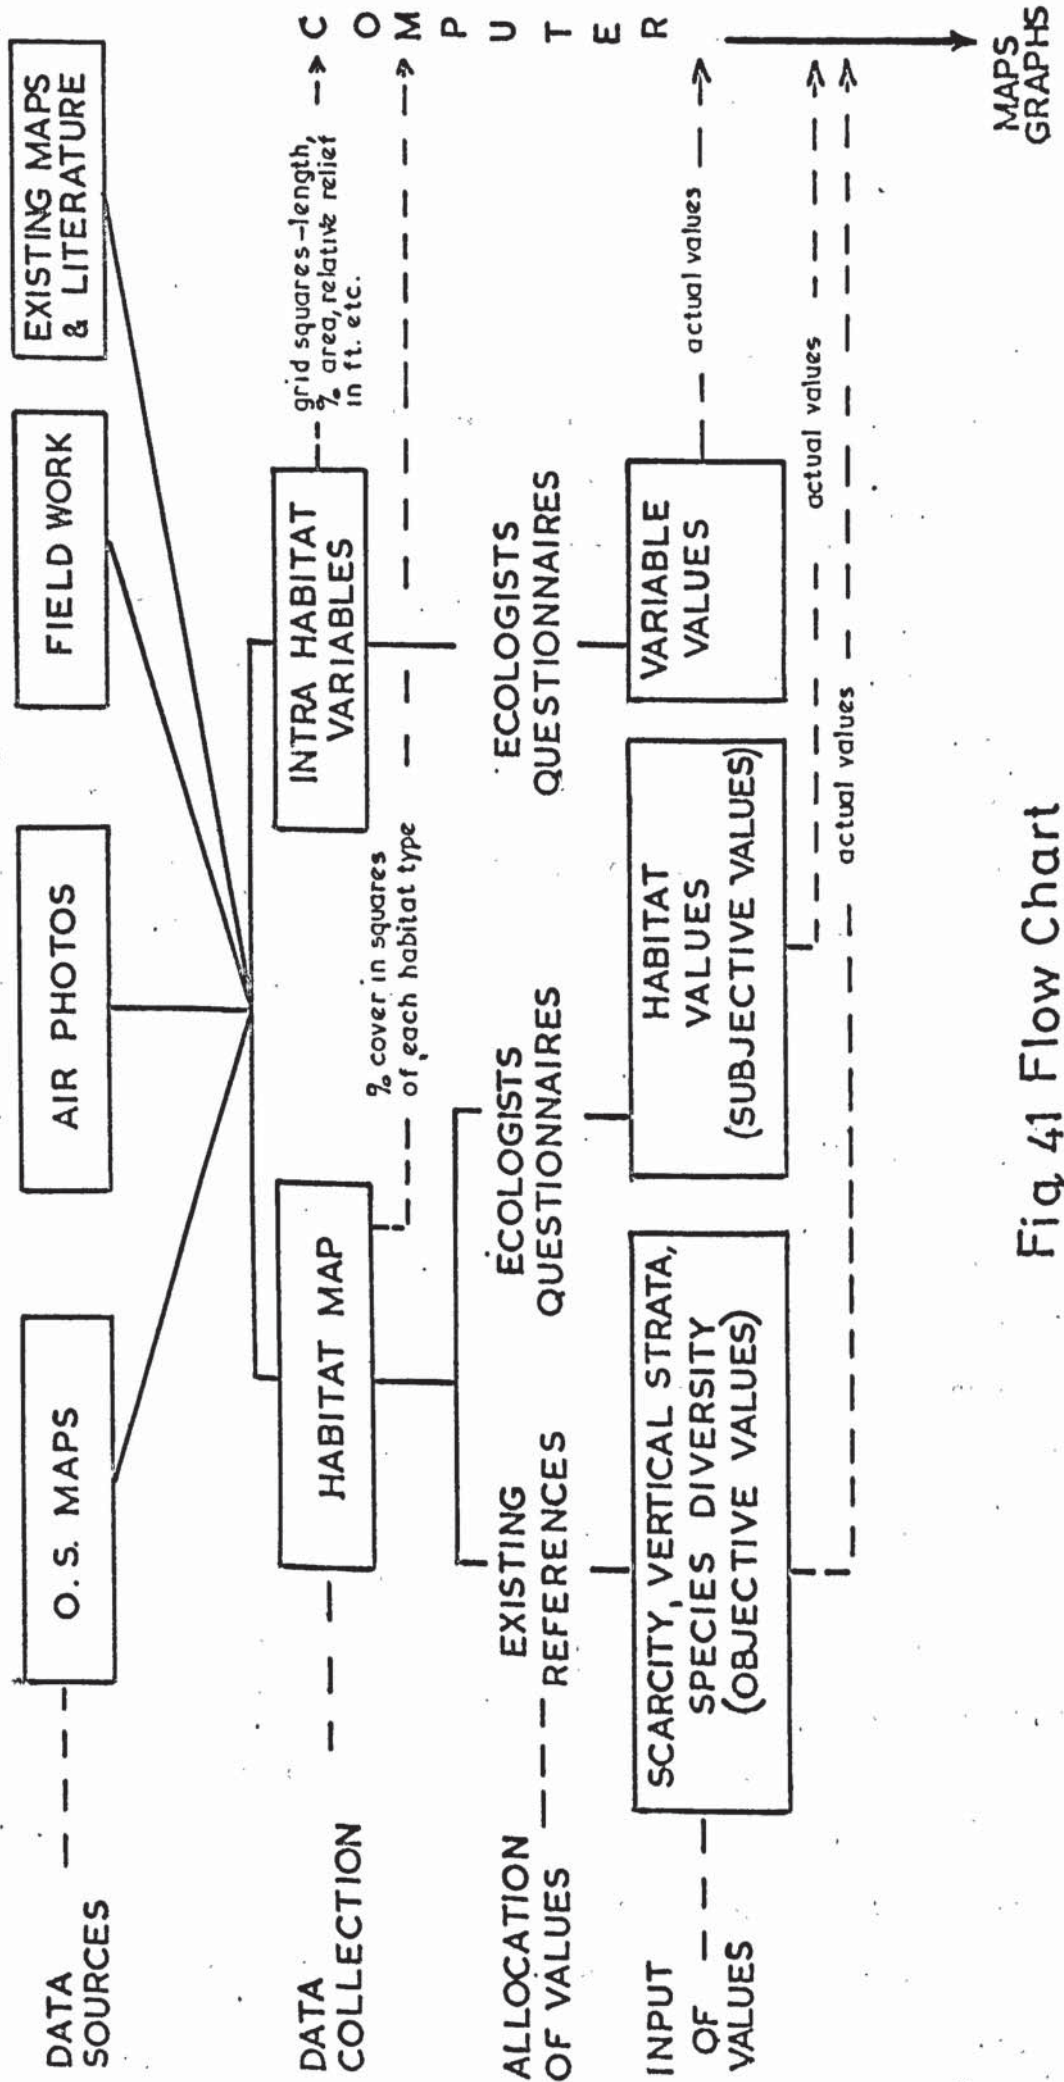 DATA
SOURCES
O.S. MAPS
AIR PHOTOS
FIELD WORK
EXISTING MAPS
& LITERATURE
DATA
COLLECTION
HABITAT MAP
INTRA HABITAT
VARIABLES
grid squares-length,
% area, relative relief
in ft. etc.
% cover in squares
of each habitat type
COMPUTER
ALLOCATION
OF VALUES
EXISTING
REFERENCES
ECOLOGISTS
QUESTIONNAIRES
ECOLOGISTS
QUESTIONNAIRES
INPUT
OF
VALUES
SCARCITY, VERTICAL STRATA,
SPECIES DIVERSITY
(OBJECTIVE VALUES)
HABITAT
VALUES
(SUBJECTIVE VALUES)
VARIABLE
VALUES
actual values
actual values
actual values
MAPS
GRAPHS
Fig. 41 Flow Chart